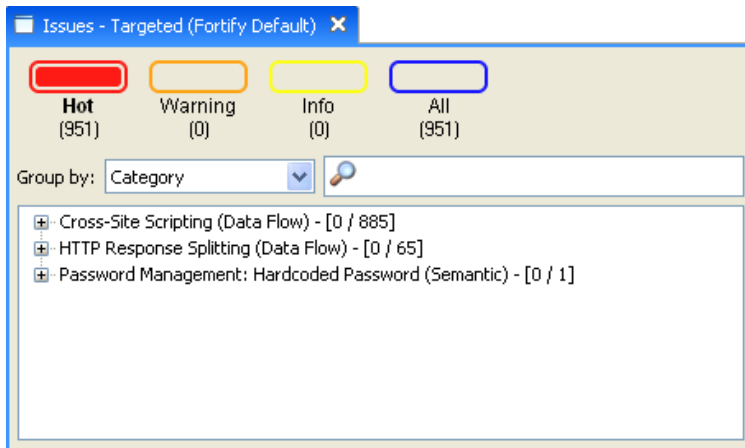 Issues - Targeted (Fortify Default)
Hot Warning Info All
(951) (0) (0) (951)
Group by: Category
Cross-Site Scripting (Data Flow) - [0 / 885]
HTTP Response Splitting (Data Flow) - [0 / 65]
Password Management: Hardcoded Password (Semantic) - [0 / 1]